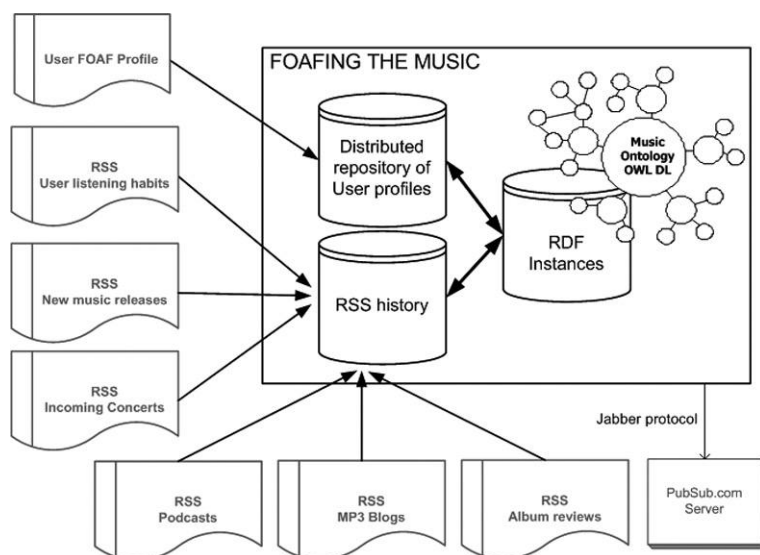 User FOAF Profile
FOAFING THE MUSIC
Distributed
repository of
User profiles
Music
Ontology
OWL DL
RSS
User listening habits
RDF
Instances
RSS
New music releases
RSS history
RSS
Incoming Concerts
Jabber protocol
RSS
Podcasts
RSS
MP3 Blogs
RSS
Album reviews
PubSub.com
Server